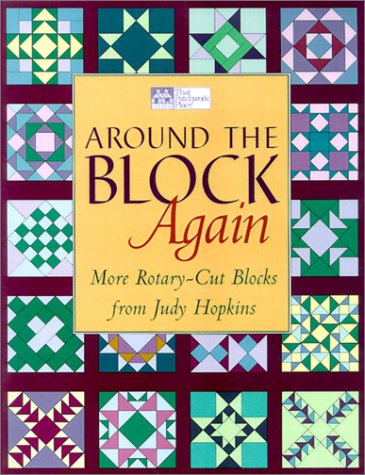 That
Patchwork
Place®
AROUND THE
BLOCK
Again
More Rotary-Cut Blocks
from Judy Hopkins